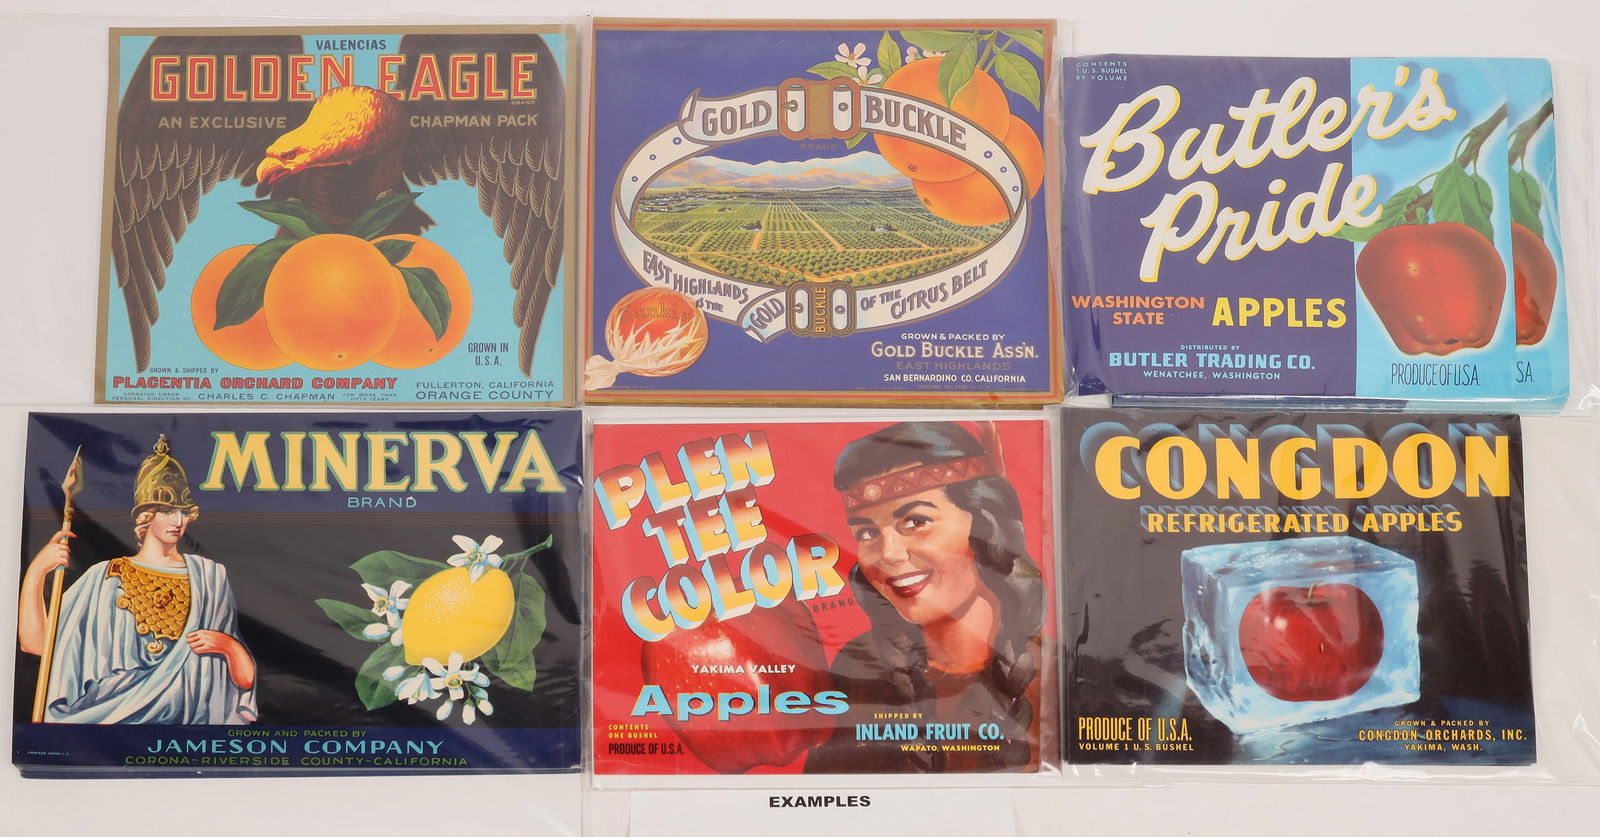 VALENCIAS
GOLDEN EAGLE
BRAND
AN EXCLUSIVE CHAPMAN PACK
GROWN IN
U.S.A.
GROWN & SHIPPED BY
PLACENTIA ORCHARD COMPANY
OPERATED UNDER
PERSONAL DIRECTION OF
CHARLES C. CHAPMAN
FOR MORE THAN
FIFTY YEARS
FULLERTON, CALIFORNIA
ORANGE COUNTY
GOLD BUCKLE
BRAND
EAST HIGHLANDS
IS THE
GOLD
BUCKLE
OF THE
CITRUS BELT
Sunkist
GROWN & PACKED BY
GOLD BUCKLE ASS'N.
EAST HIGHLANDS
SAN BERNARDINO CO. CALIFORNIA
GROWN IN THE U.S.A.
CONTENTS
1 U.S. BUSHEL
BY VOLUME
Butler's
Pride
WASHINGTON
STATE
APPLES
DISTRIBUTED BY
BUTLER TRADING CO.
WENATCHEE, WASHINGTON
PRODUCE OF U.S.A.
S.A.
MINERVA
BRAND
GROWN AND PACKED BY
JAMESON COMPANY
CORONA~RIVERSIDE COUNTY~CALIFORNIA
PLEN
TEE
COLOR
BRAND
YAKIMA VALLEY
Apples
CONTENTS
ONE BUSHEL
PRODUCE OF U.S.A.
SHIPPED BY
INLAND FRUIT CO.
WAPATO, WASHINGTON
CONGDON
REFRIGERATED APPLES
PRODUCE OF U.S.A.
VOLUME 1 U.S. BUSHEL
GROWN & PACKED BY
CONGDON ORCHARDS, INC.
YAKIMA, WASH.
EXAMPLES